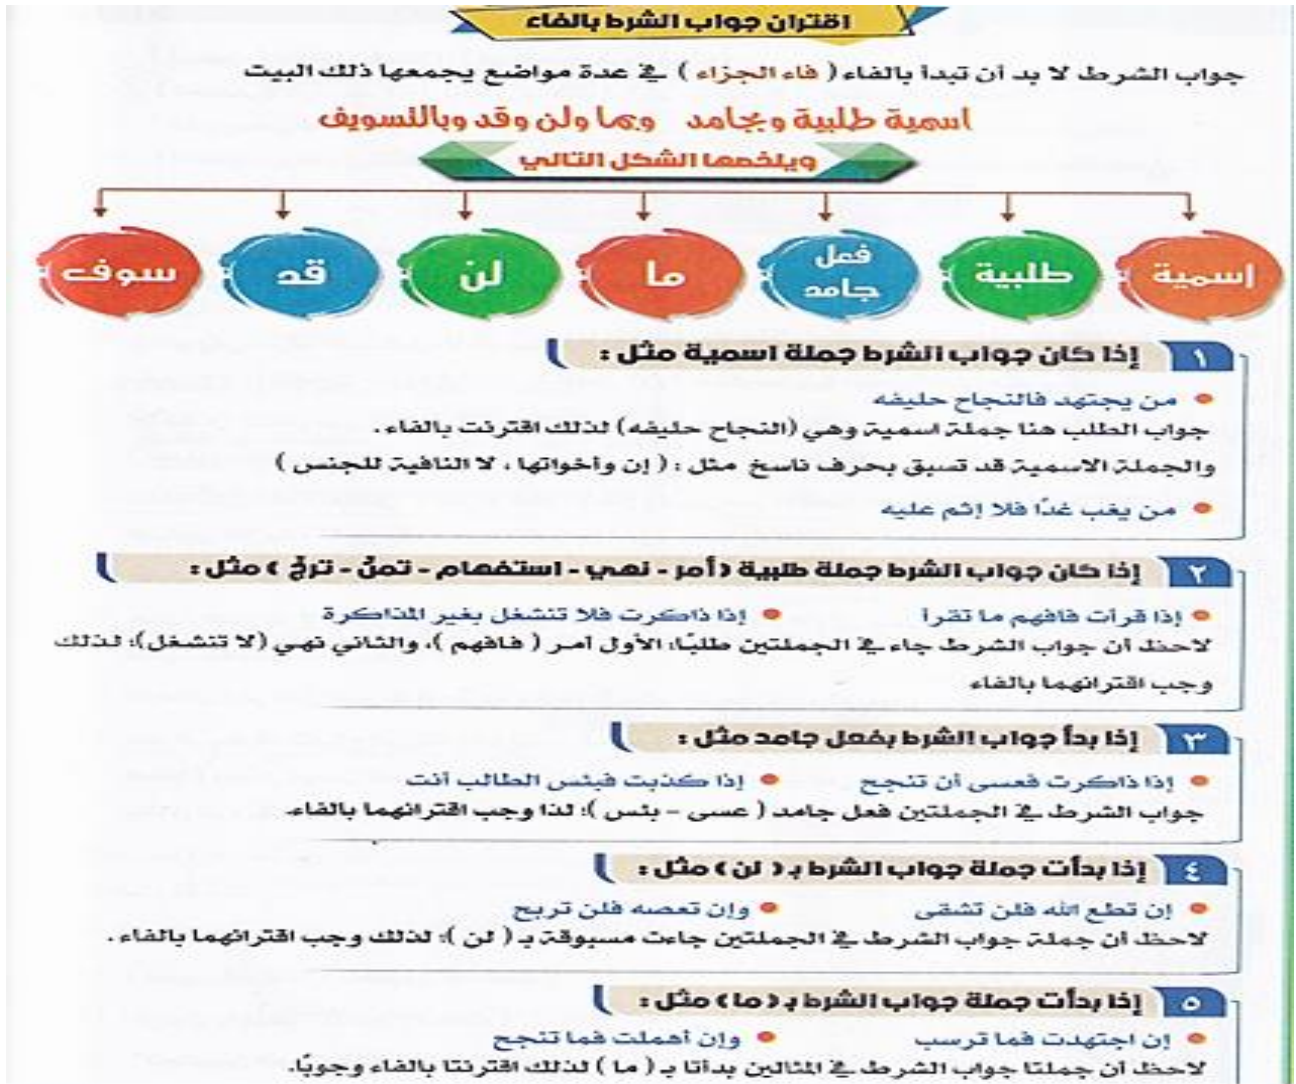 اقتران جواب الشرط بالفاء
جواب الشرط لا بد أن تبدأ بالفاء ( فاء الجزاء ) في عدة مواضع يجمعها ذلك البيت
اسمية طلبية وبجامد وبما ولن وقد وبالتسويف
ويلخصها الشكل التالي
اسمية طلبية فعل جامد ما لن قد سوف
١ إذا كان جواب الشرط جملة اسمية مثل :
من يجتهد فالنجاح حليفه
جواب الطلب هنا جملة اسمية وهي (النجاح حليفه) لذلك اقترنت بالفاء .
والجملة الاسمية قد تسبق بحرف ناسخ مثل : ( إن وأخواتها ، لا النافية للجنس )
من يغب غدًا فلا إثم عليه
٢ إذا كان جواب الشرط جملة طلبية ( أمر - نهي - استفهام - تمنٍ - ترجٍ ) مثل :
إذا قرأت فافهم ما تقرأ إذا ذاكرت فلا تنشغل بغير المذاكرة
لاحظ أن جواب الشرط جاء في الجملتين طلبيًا: الأول أمر ( فافهم )، والثاني نهي (لا تنشغل)؛ لذلك
وجب اقترانهما بالفاء
٣ إذا بدأ جواب الشرط بفعل جامد مثل :
إذا ذاكرت فعسى أن تنجح إذا كذبت فبئس الطالب أنت
جواب الشرط في الجملتين فعل جامد ( عسى – بئس )؛ لذا وجب اقترانهما بالفاء.
٤ إذا بدأت جملة جواب الشرط بـ ( لن ) مثل :
إن تطع الله فلن تشقى وإن تعصه فلن تربح
لاحظ أن جملة جواب الشرط في الجملتين جاءت مسبوقة بـ ( لن )؛ لذلك وجب اقترانهما بالفاء .
٥ إذا بدأت جملة جواب الشرط بـ ( ما ) مثل :
إن اجتهدت فما ترسب وإن أهملت فما تنجح
لاحظ أن جملتا جواب الشرط في المثالين بدأتا بـ ( ما ) لذلك اقترنتا بالفاء وجوبًا.